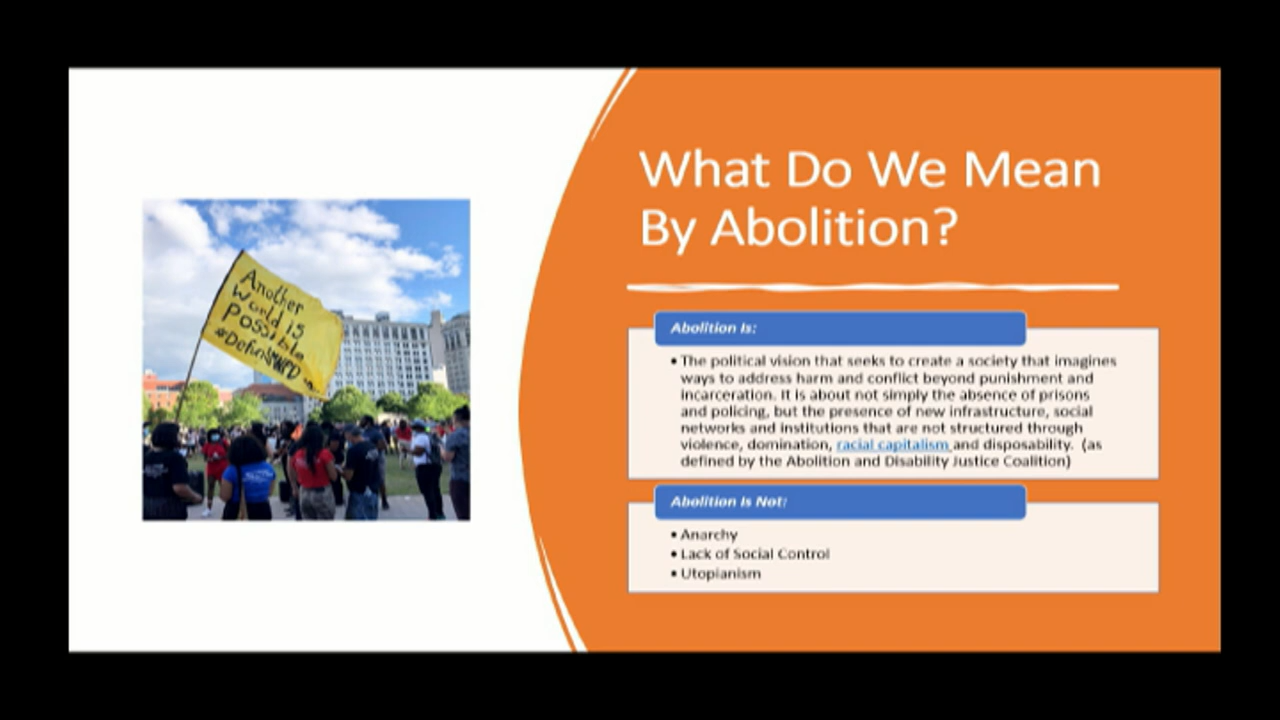 What Do We Mean
By Abolition?
Abolition Is:
• The political vision that seeks to create a society that imagines
ways to address harm and conflict beyond punishment and
incarceration. It is about not simply the absence of prisons
and policing, but the presence of new infrastructure, social
networks and institutions that are not structured through
violence, domination, racial capitalism and disposability. (as
defined by the Abolition and Disability Justice Coalition)
Abolition Is Not:
• Anarchy
• Lack of Social Control
• Utopianism
Another
World is
Possible